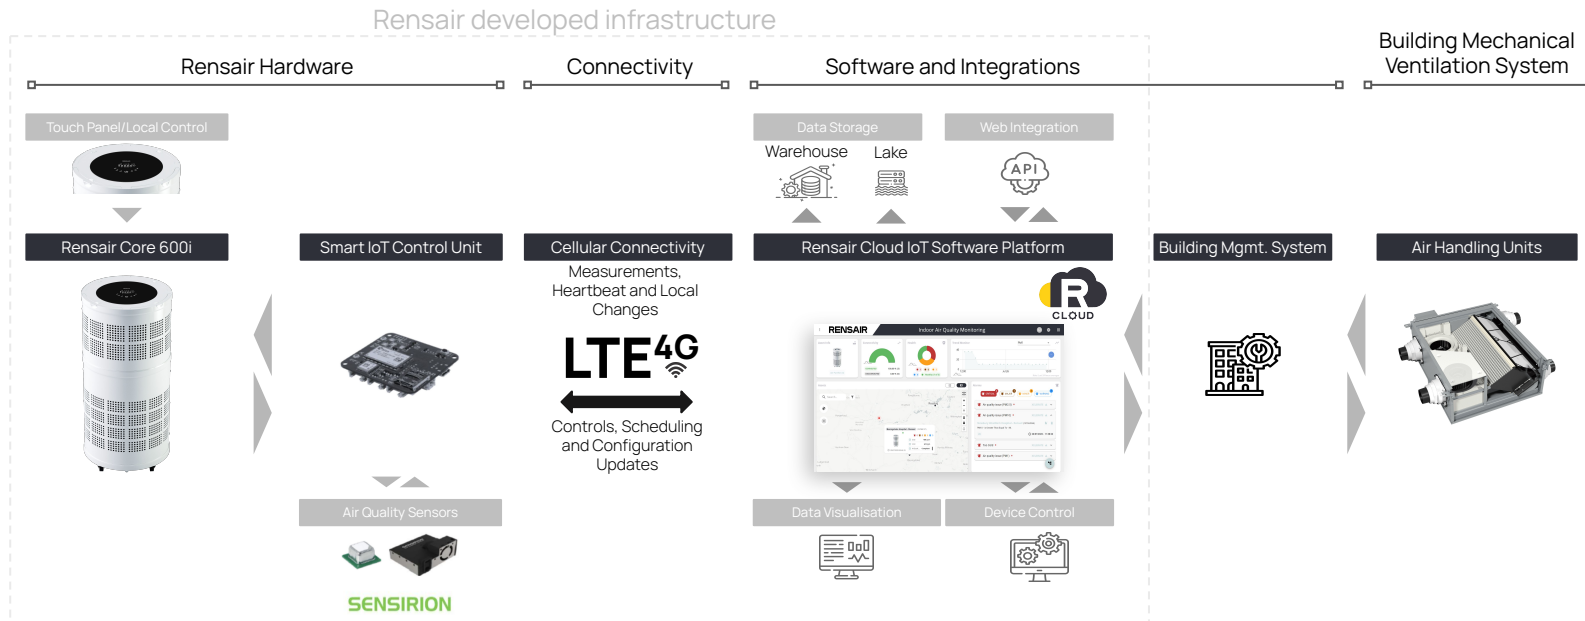 Rensair developed infrastructure
Rensair Hardware
Connectivity
Software and Integrations
Building Mechanical
Ventilation System
Touch Panel/Local Control
Data Storage
Web Integration
Warehouse
Lake
API
Rensair Core 600i
Smart IoT Control Unit
Cellular Connectivity
Rensair Cloud IoT Software Platform
Building Mgmt. System
Air Handling Units
Measurements,
Heartbeat and Local
Changes
LTE 4G
Controls, Scheduling
and Configuration
Updates
R
CLOUD
RENSAIR
Indoor Air Quality Monitoring
Air Quality Sensors
Data Visualisation
Device Control
SENSIRION